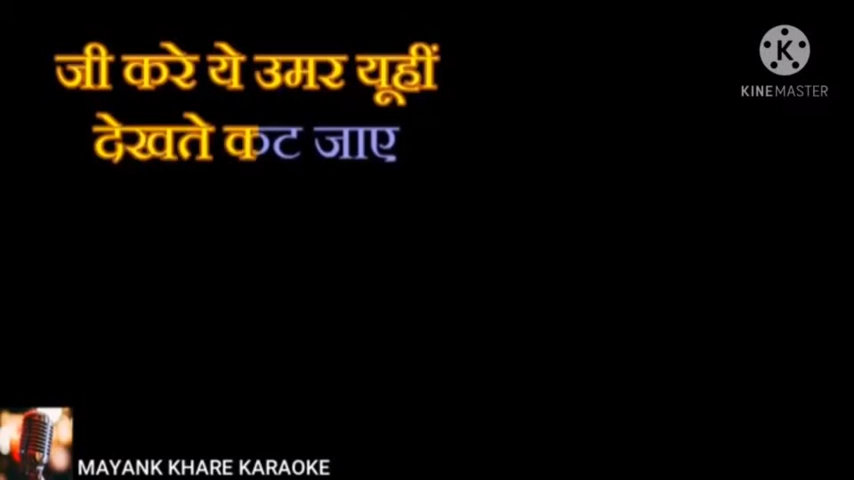 जी करे ये उमर यूहीं
देखते कट जाए
KINEMASTER
MAYANK KHARE KARAOKE